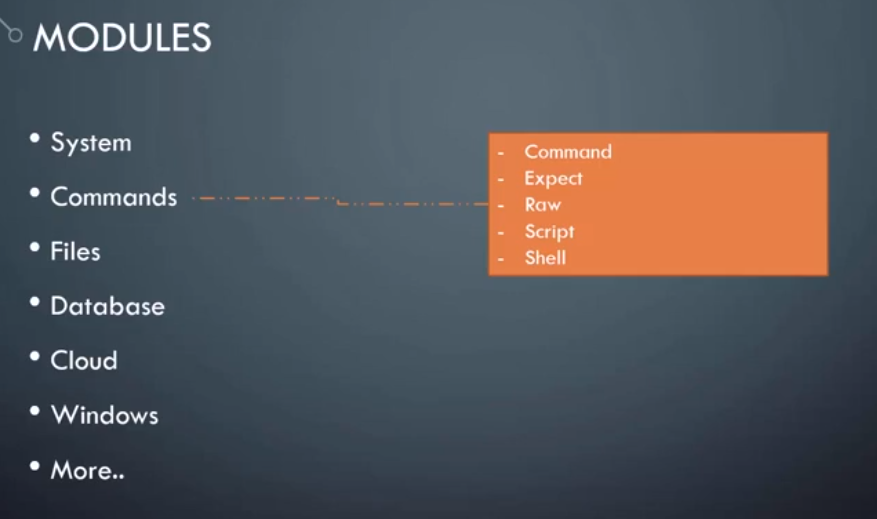 MODULES
• System
• Commands
• Files
• Database
• Cloud
• Windows
• More..
- Command
- Expect
- Raw
- Script
- Shell